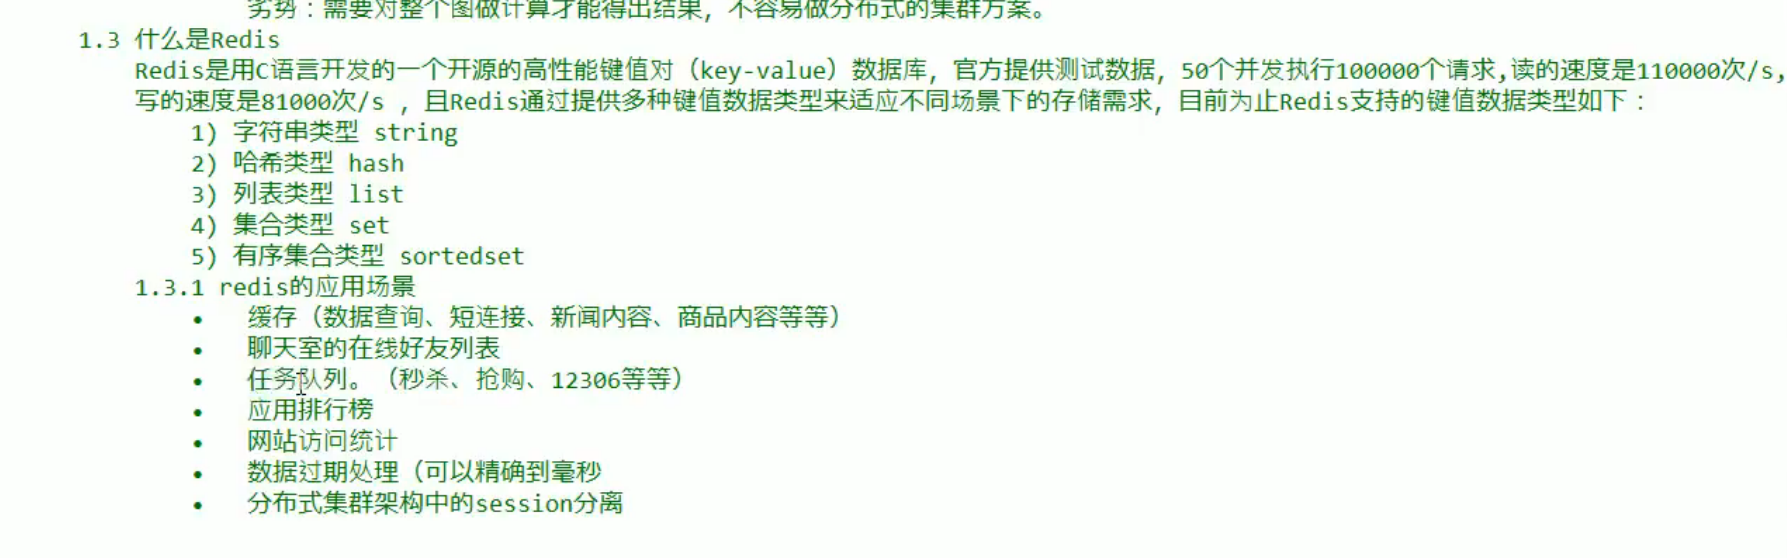 劣势：需要对整个图做计算才能得出结果，不容易做分布式的集群方案。
1.3 什么是Redis
Redis是用C语言开发的一个开源的高性能键值对（key-value）数据库，官方提供测试数据，50个并发执行100000个请求,读的速度是110000次/s,
写的速度是81000次/s ，且Redis通过提供多种键值数据类型来适应不同场景下的存储需求，目前为止Redis支持的键值数据类型如下：
1) 字符串类型 string
2) 哈希类型 hash
3) 列表类型 list
4) 集合类型 set
5) 有序集合类型 sortedset
1.3.1 redis的应用场景
• 缓存（数据查询、短连接、新闻内容、商品内容等等）
• 聊天室的在线好友列表
• 任务队列。（秒杀、抢购、12306等等）
• 应用排行榜
• 网站访问统计
• 数据过期处理（可以精确到毫秒
• 分布式集群架构中的session分离